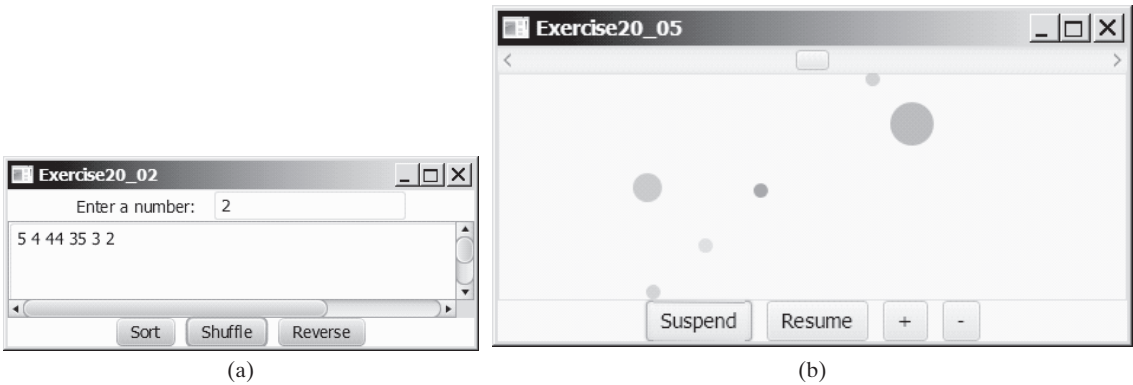 Exercise20_02
Enter a number: 2
5 4 44 35 3 2
Sort Shuffle Reverse
(a)
Exercise20_05
Suspend Resume + -
(b)